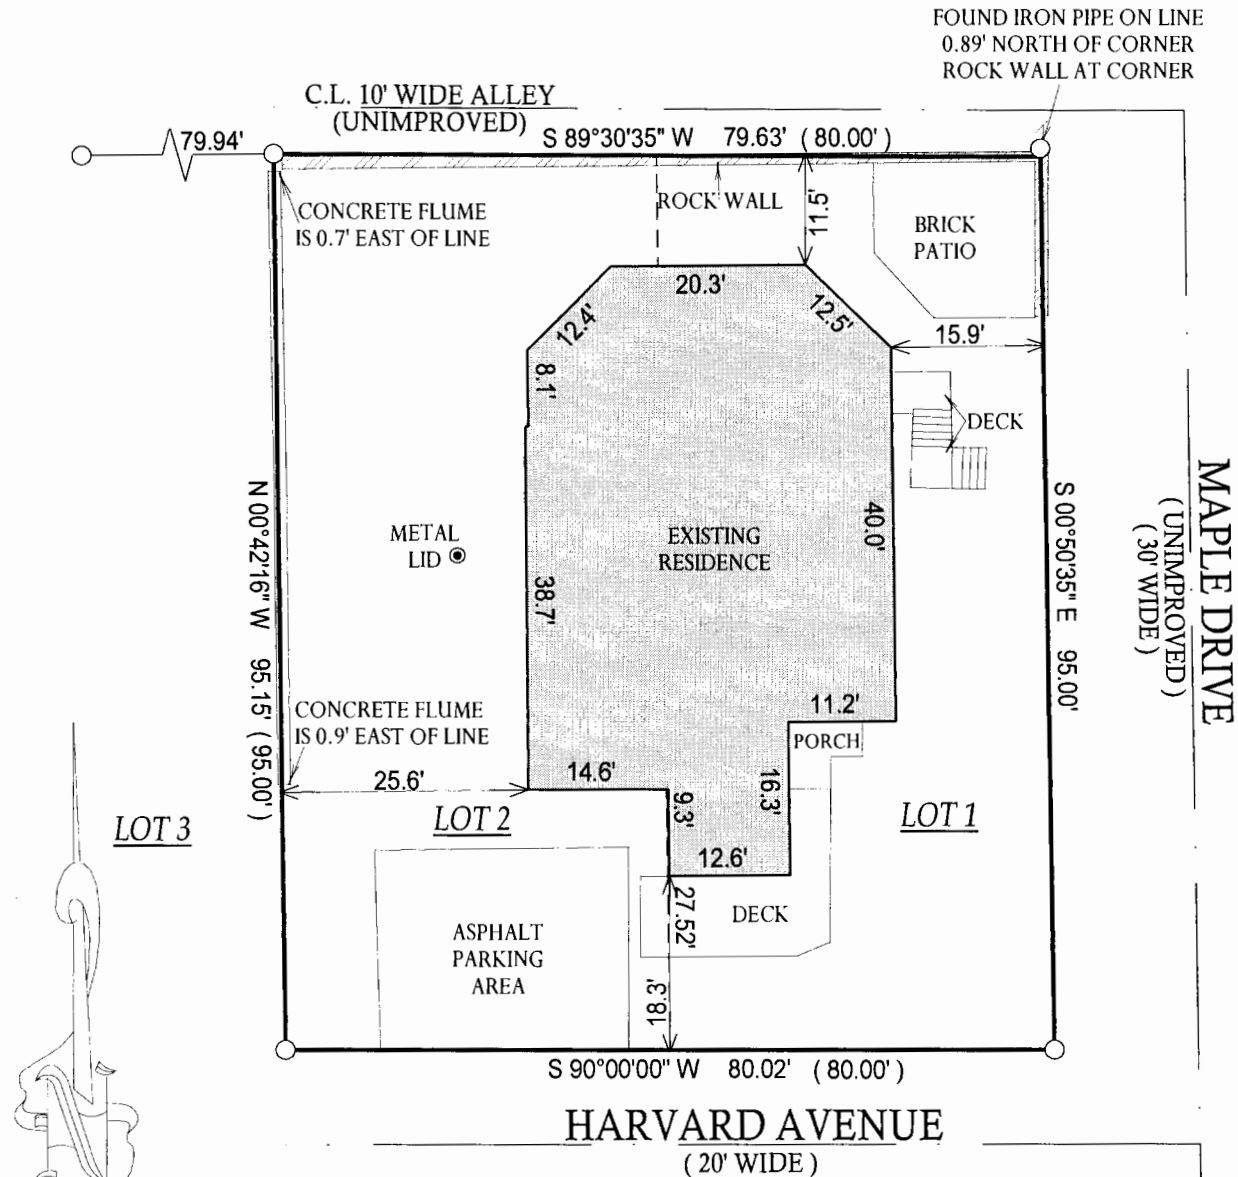 FOUND IRON PIPE ON LINE
0.89' NORTH OF CORNER
ROCK WALL AT CORNER
C.L. 10' WIDE ALLEY
(UNIMPROVED)
79.94'
S 89°30'35" W 79.63' ( 80.00' )
CONCRETE FLUME
IS 0.7' EAST OF LINE
ROCK WALL
11.5'
BRICK
PATIO
20.3'
12.4'
12.5'
15.9'
8.1'
DECK
N 00°42'16" W 95.15' ( 95.00' )
METAL
LID
EXISTING
RESIDENCE
40.0'
38.7'
S 00°50'35" E 95.00'
MAPLE DRIVE
( UNIMPROVED )
( 30' WIDE )
CONCRETE FLUME
IS 0.9' EAST OF LINE
11.2'
PORCH
25.6'
14.6'
9.3'
16.3'
LOT 3
LOT 2
LOT 1
12.6'
27.52'
DECK
ASPHALT
PARKING
AREA
18.3'
S 90°00'00" W 80.02' ( 80.00' )
HARVARD AVENUE
( 20' WIDE )